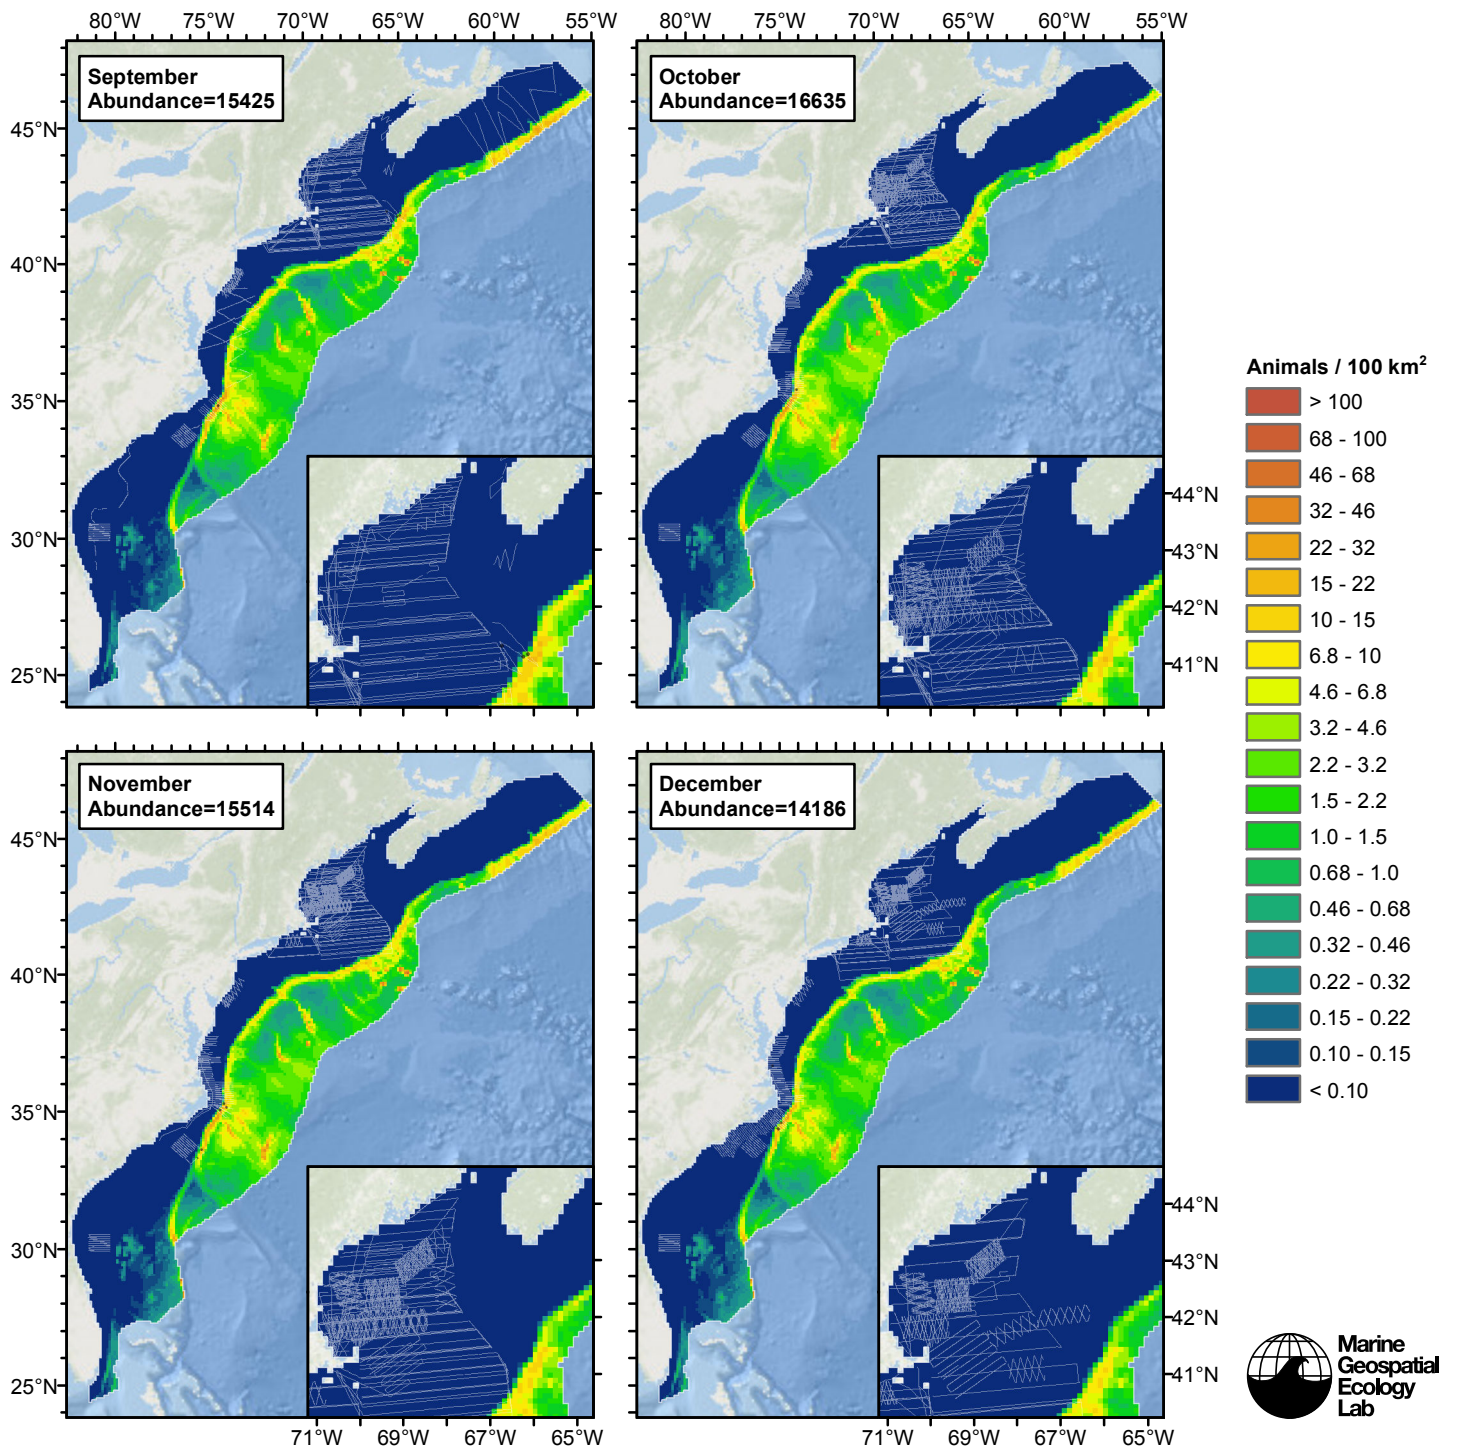 80°W 75°W 70°W 65°W 60°W 55°W
80°W 75°W 70°W 65°W 60°W 55°W
September
Abundance=15425
October
Abundance=16635
45°N
40°N
35°N
30°N
25°N
44°N
43°N
42°N
41°N
November
Abundance=15514
December
Abundance=14186
45°N
40°N
35°N
30°N
25°N
44°N
43°N
42°N
41°N
71°W 69°W 67°W 65°W
71°W 69°W 67°W 65°W
Animals / 100 km²
> 100
68 - 100
46 - 68
32 - 46
22 - 32
15 - 22
10 - 15
6.8 - 10
4.6 - 6.8
3.2 - 4.6
2.2 - 3.2
1.5 - 2.2
1.0 - 1.5
0.68 - 1.0
0.46 - 0.68
0.32 - 0.46
0.22 - 0.32
0.15 - 0.22
0.10 - 0.15
< 0.10
Marine
Geospatial
Ecology
Lab